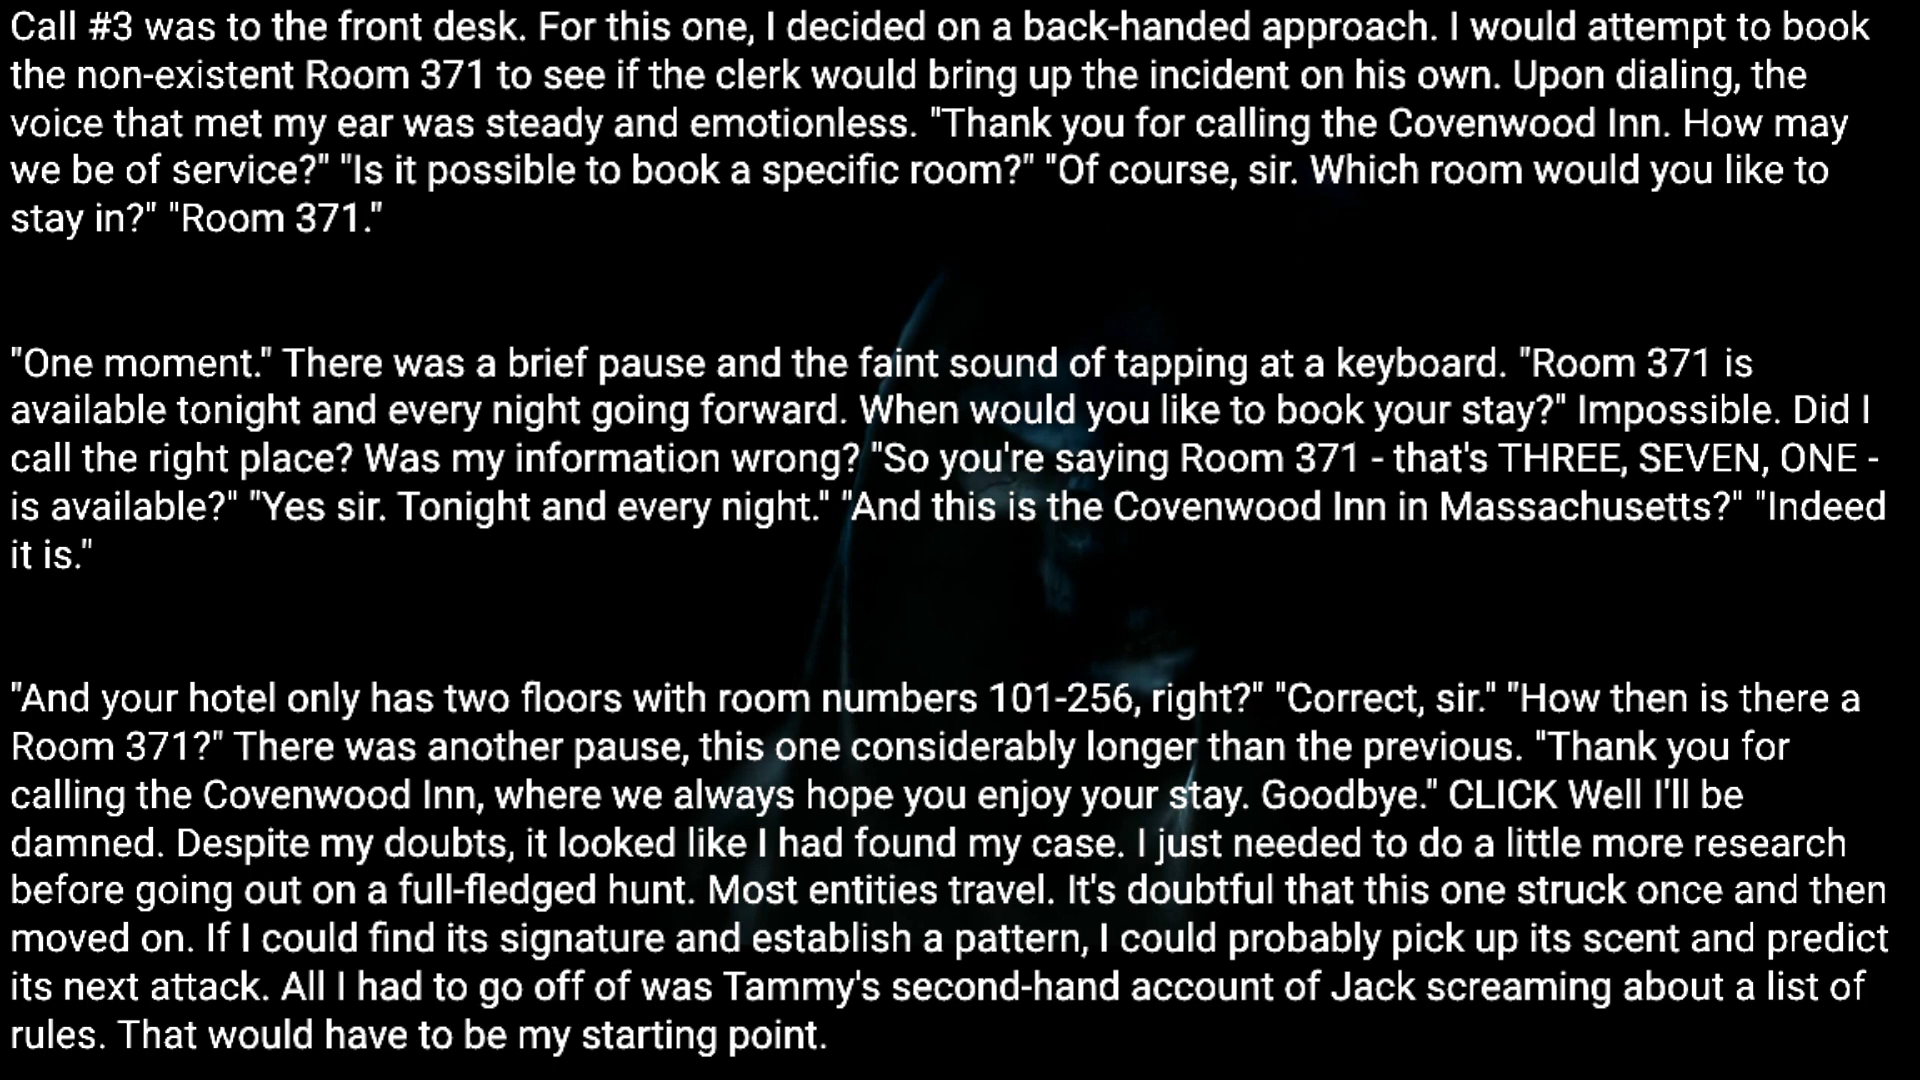 Call #3 was to the front desk. For this one, I decided on a back-handed approach. I would attempt to book
the non-existent Room 371 to see if the clerk would bring up the incident on his own. Upon dialing, the
voice that met my ear was steady and emotionless. "Thank you for calling the Covenwood Inn. How may
we be of service?" "Is it possible to book a specific room?" "Of course, sir. Which room would you like to
stay in?" "Room 371."
"One moment." There was a brief pause and the faint sound of tapping at a keyboard. "Room 371 is
available tonight and every night going forward. When would you like to book your stay?" Impossible. Did I
call the right place? Was my information wrong? "So you're saying Room 371 - that's THREE, SEVEN, ONE -
is available?" "Yes sir. Tonight and every night." "And this is the Covenwood Inn in Massachusetts?" "Indeed
it is."
"And your hotel only has two floors with room numbers 101-256, right?" "Correct, sir." "How then is there a
Room 371?" There was another pause, this one considerably longer than the previous. "Thank you for
calling the Covenwood Inn, where we always hope you enjoy your stay. Goodbye." CLICK Well I'll be
damned. Despite my doubts, it looked like I had found my case. I just needed to do a little more research
before going out on a full-fledged hunt. Most entities travel. It's doubtful that this one struck once and then
moved on. If I could find its signature and establish a pattern, I could probably pick up its scent and predict
its next attack. All I had to go off of was Tammy's second-hand account of Jack screaming about a list of
rules. That would have to be my starting point.